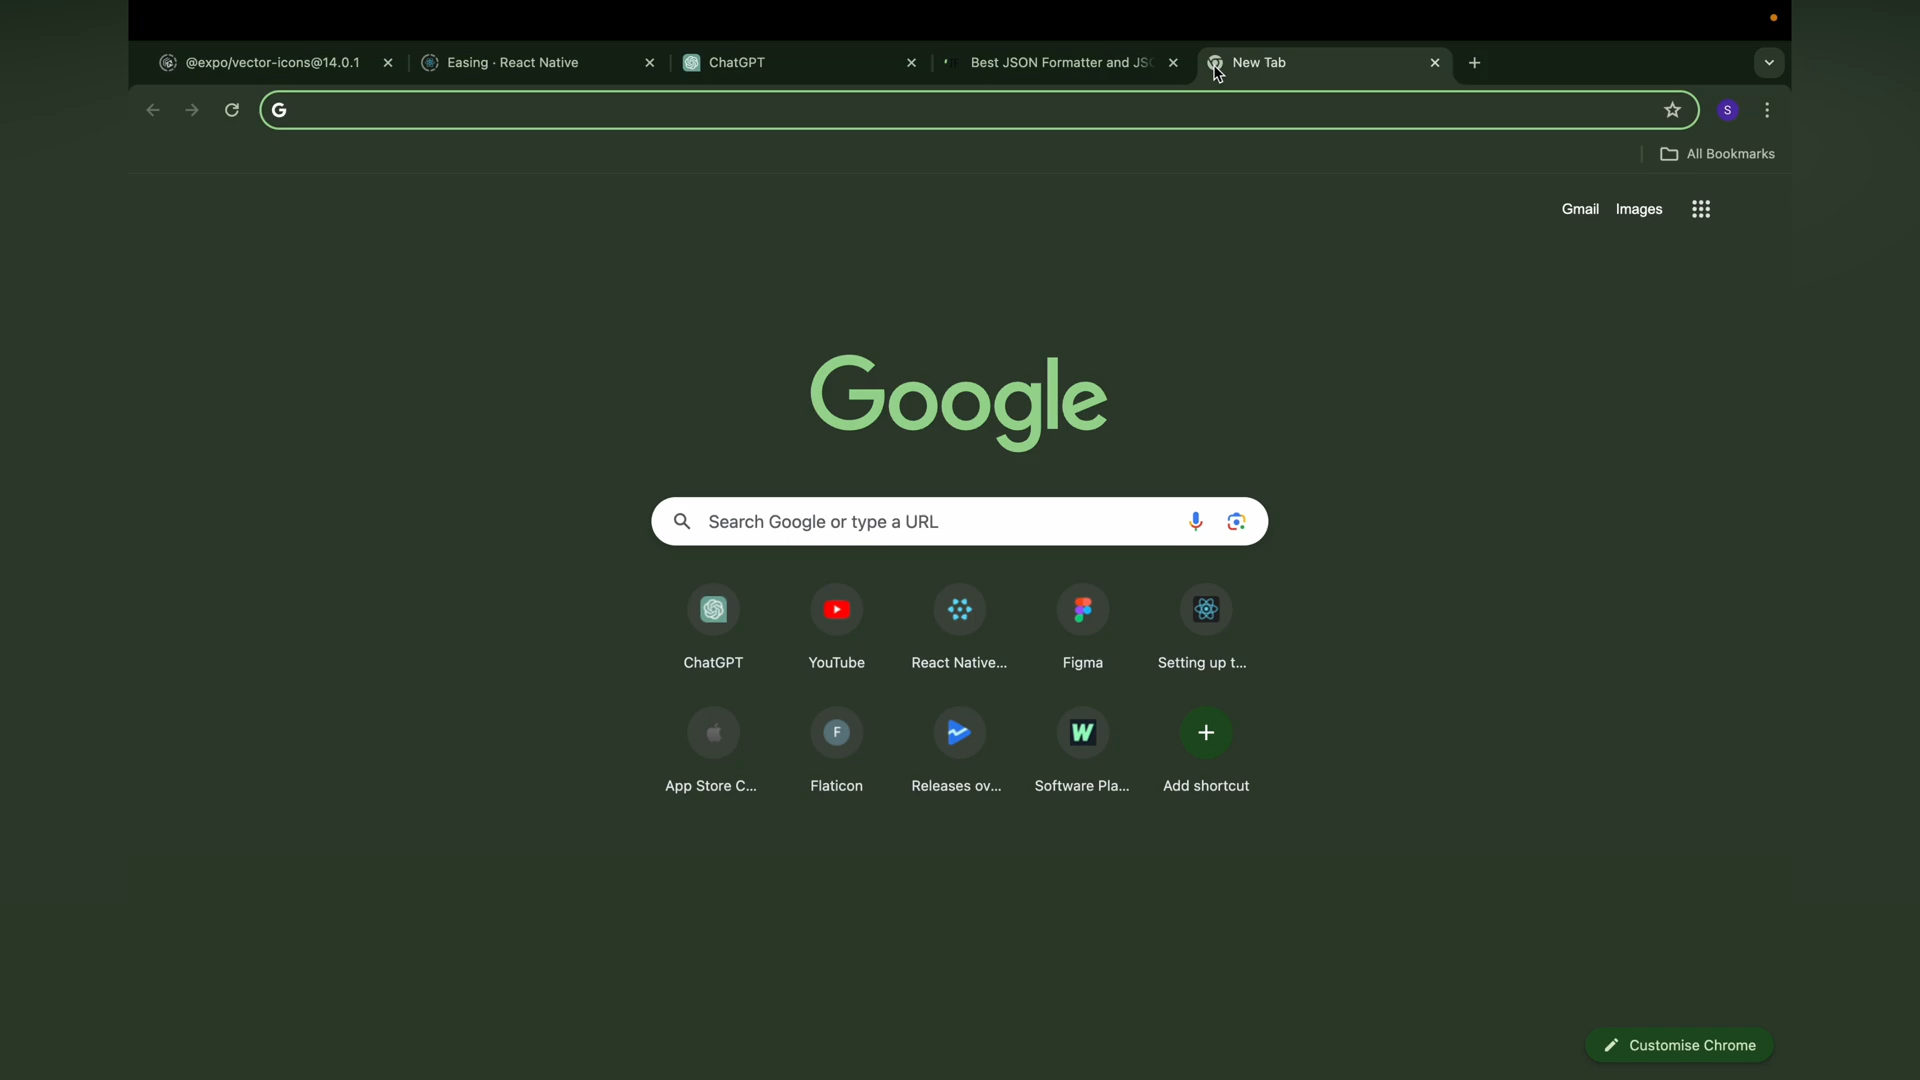 @expo/vector-icons@14.0.1
Easing · React Native
ChatGPT
Best JSON Formatter and JSO
New Tab
G
S
All Bookmarks
Gmail Images
Google
Search Google or type a URL
ChatGPT YouTube React Native... Figma Setting up t...
F
W
App Store C... Flaticon Releases ov... Software Pla... Add shortcut
Customise Chrome